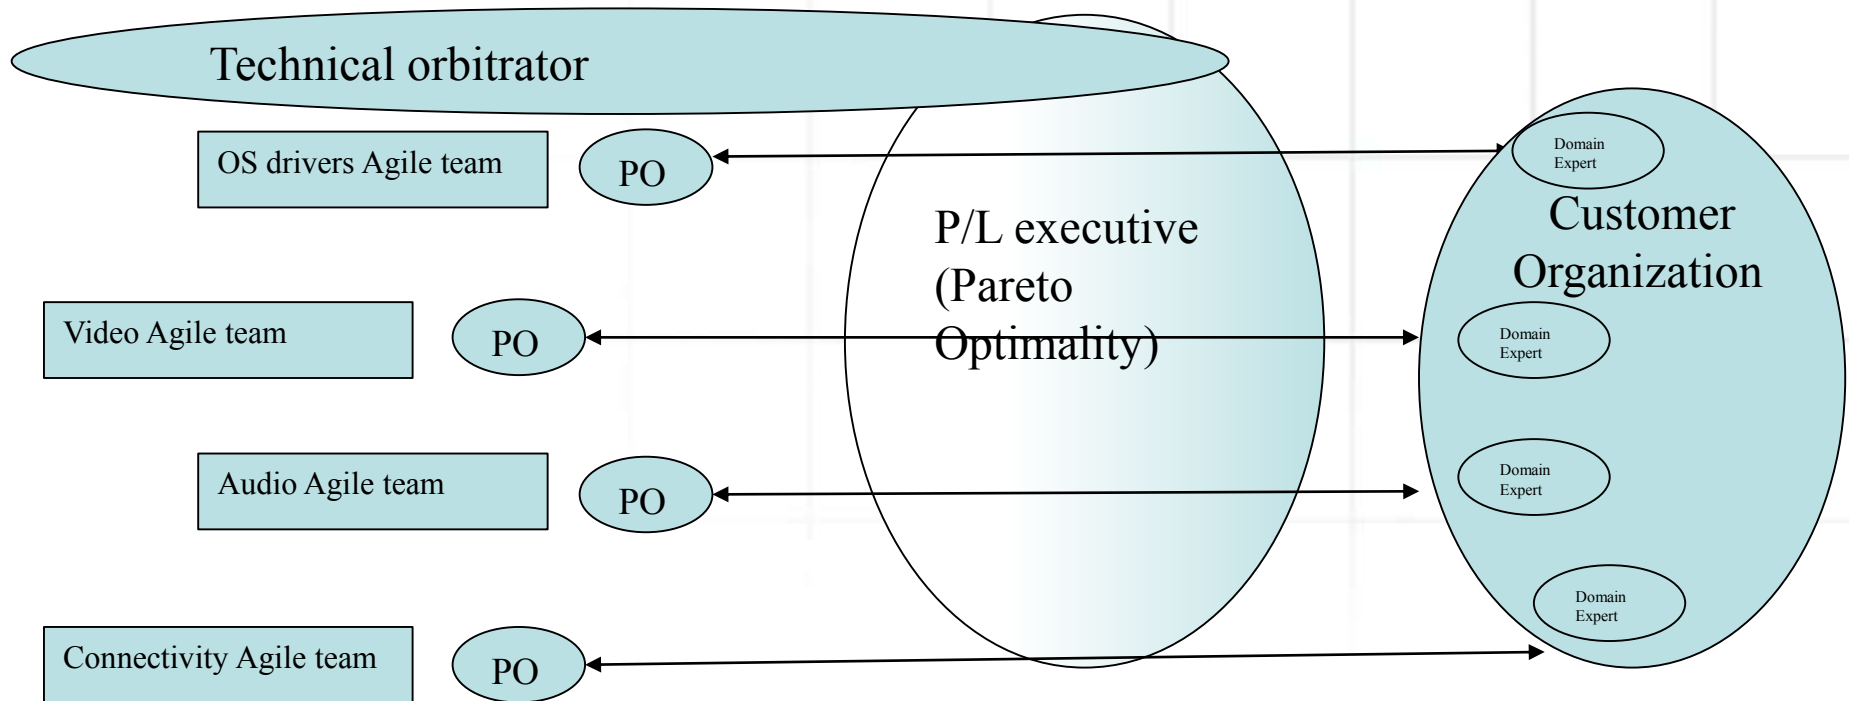 Technical orbitrator
OS drivers Agile team
PO
Domain
Expert
P/L executive
(Pareto
Optimality)
Customer
Organization
Video Agile team
PO
Domain
Expert
Audio Agile team
PO
Domain
Expert
Connectivity Agile team
PO
Domain
Expert